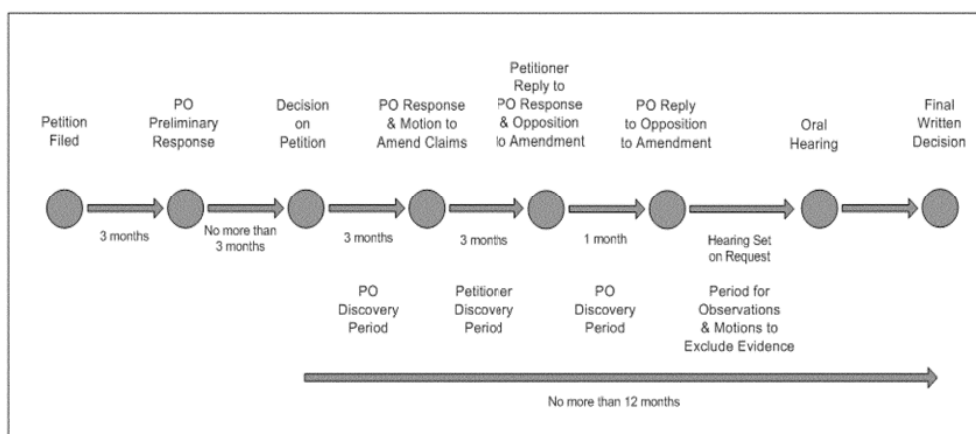 Petition
Filed
PO
Preliminary
Response
Decision
on
Petition
PO Response
& Motion to
Amend Claims
Petitioner
Reply to
PO Response
& Opposition
to Amendment
PO Reply
to Opposition
to Amendment
Oral
Hearing
Final
Written
Decision
3 months
No more than
3 months
3 months
3 months
1 month
Hearing Set
on Request
PO
Discovery
Period
Petitioner
Discovery
Period
PO
Discovery
Period
Period for
Observations
& Motions to
Exclude Evidence
No more than 12 months